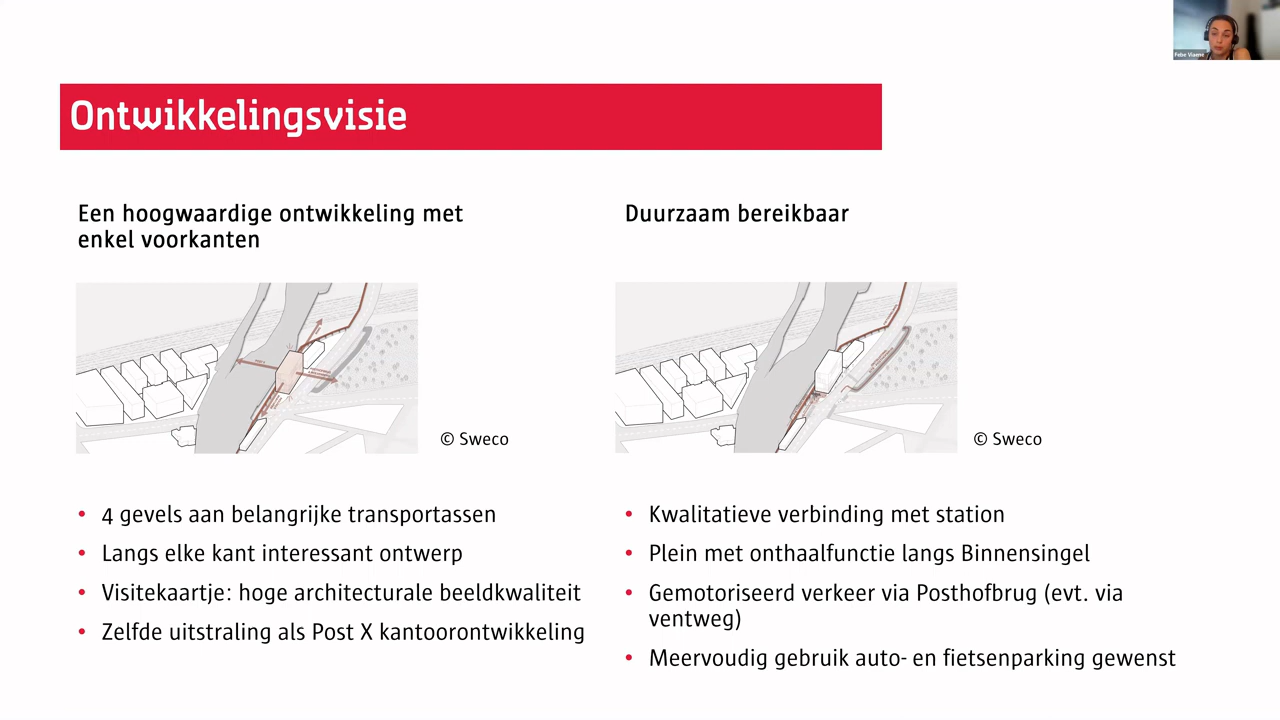 Febe Viaene
Ontwikkelingsvisie
Een hoogwaardige ontwikkeling met
enkel voorkanten
© Sweco
• 4 gevels aan belangrijke transportassen
• Langs elke kant interessant ontwerp
• Visitekaartje: hoge architecturale beeldkwaliteit
• Zelfde uitstraling als Post X kantoorontwikkeling
Duurzaam bereikbaar
© Sweco
• Kwalitatieve verbinding met station
• Plein met onthaalfunctie langs Binnensingel
• Gemotoriseerd verkeer via Posthofbrug (evt. via
ventweg)
• Meervoudig gebruik auto- en fietsenparking gewenst